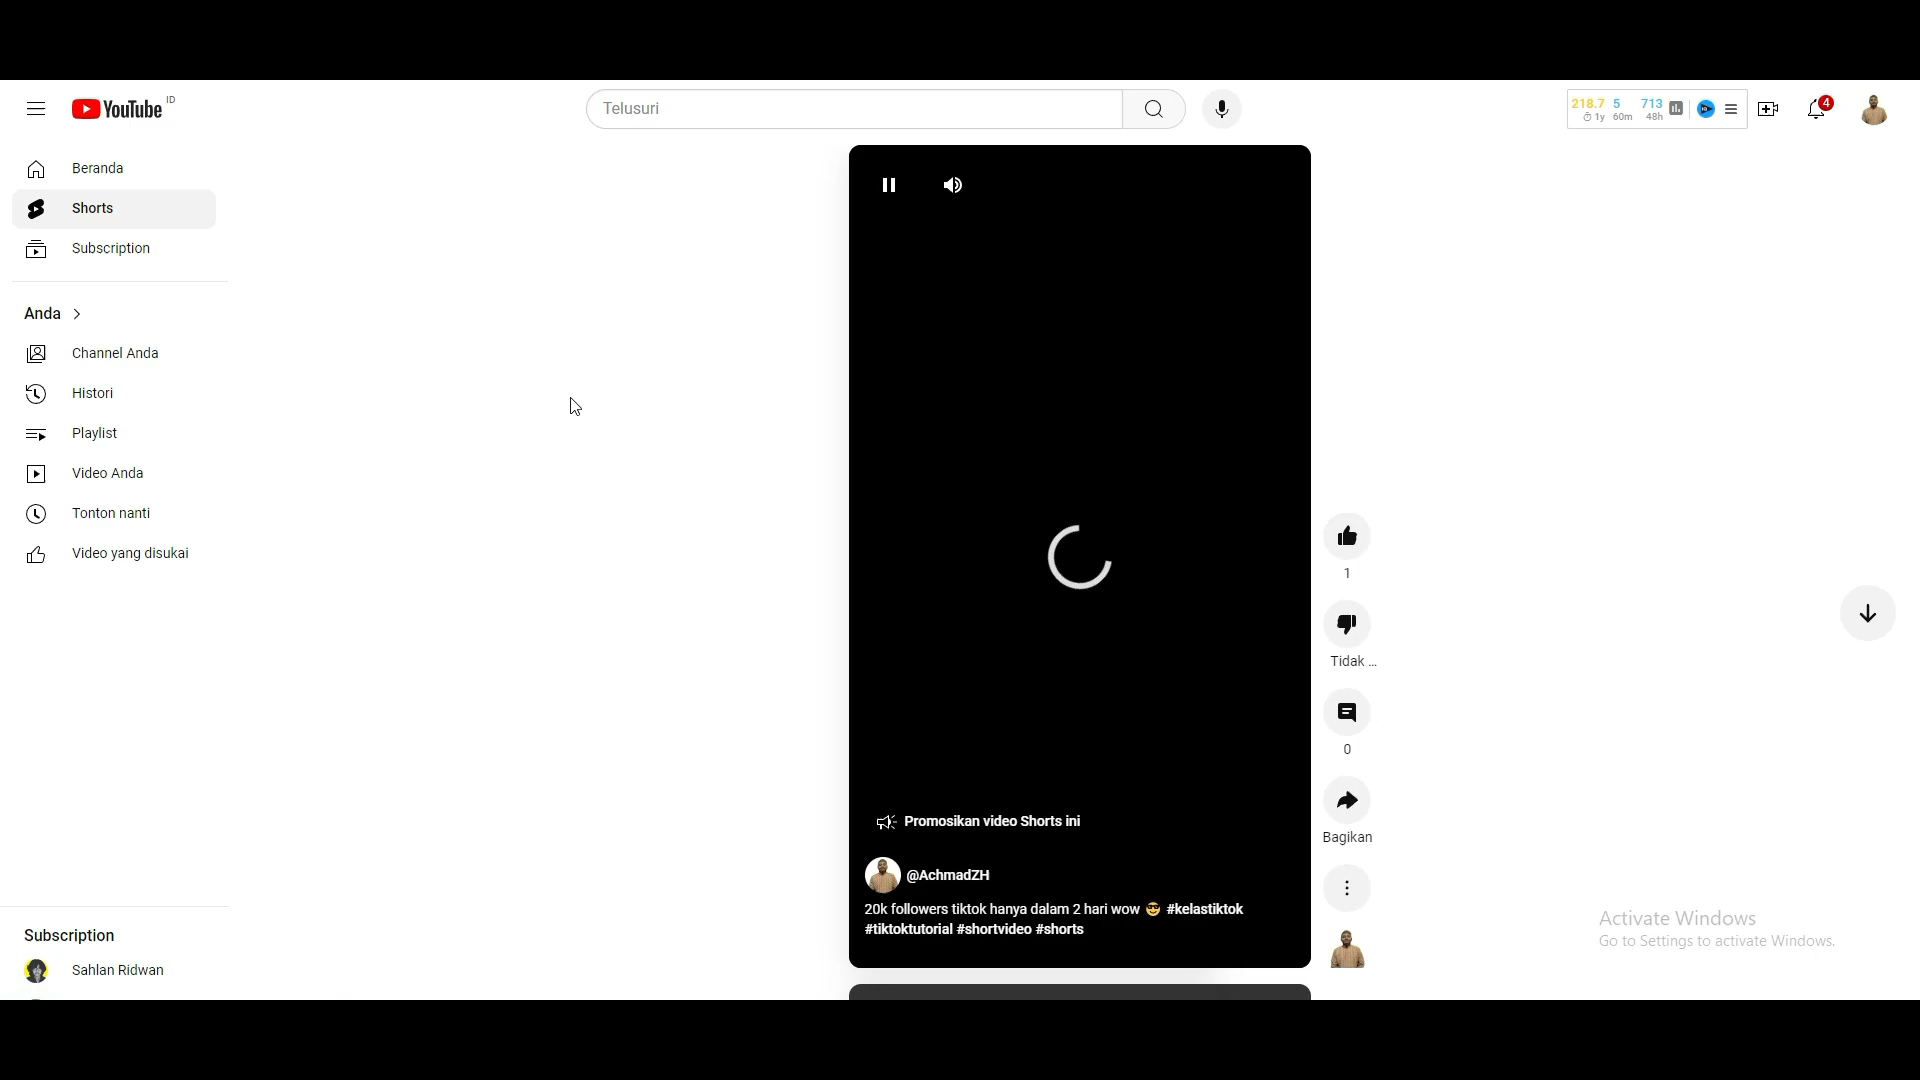 YouTube ID
Telusuri
218.7 5 713
1y 60m 48h
4
Beranda
Shorts
Subscription
Anda
Channel Anda
Histori
Playlist
Video Anda
Tonton nanti
Video yang disukai
Subscription
Sahlan Ridwan
Promosikan video Shorts ini
@AchmadZH
20k followers tiktok hanya dalam 2 hari wow 😎 #kelastiktok
#tiktoktutorial #shortvideo #shorts
1
Tidak ...
0
Bagikan
Activate Windows
Go to Settings to activate Windows.